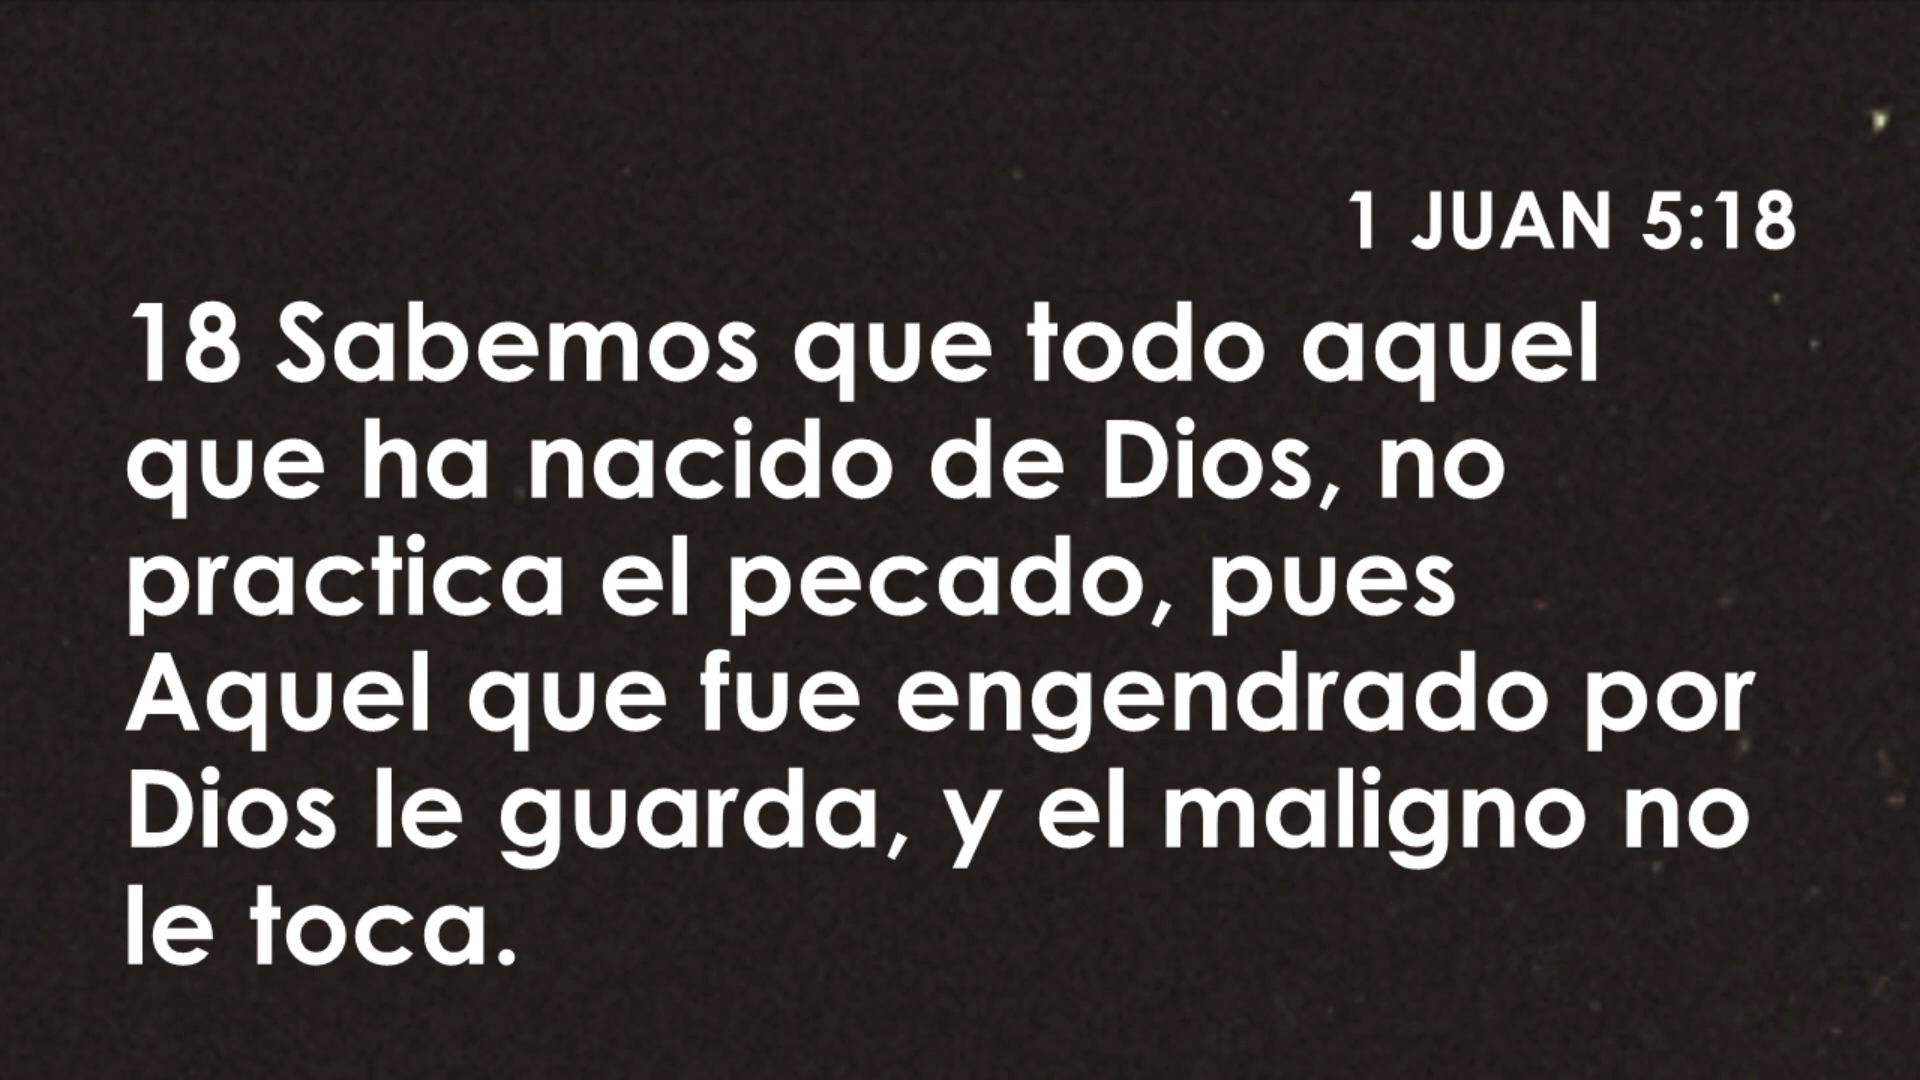 1 JUAN 5:18
18 Sabemos que todo aquel
que ha nacido de Dios, no
practica el pecado, pues
Aquel que fue engendrado por
Dios le guarda, y el maligno no
le toca.